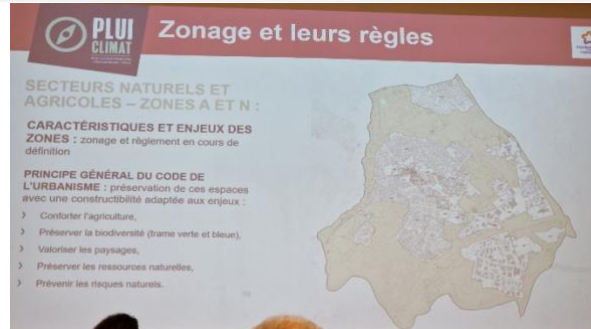 PLUI
CLIMAT
Zonage et leurs règles
SECTEURS NATURELS ET
AGRICOLES – ZONES A ET N :
CARACTÉRISTIQUES ET ENJEUX DES
ZONES : zonage et règlement en cours de
définition
PRINCIPE GÉNÉRAL DU CODE DE
L'URBANISME : préservation de ces espaces
avec une constructibilité adaptée aux enjeux :
› Conforter l'agriculture,
› Préserver la biodiversité (trame verte et bleue),
› Valoriser les paysages,
› Préserver les ressources naturelles,
› Prévenir les risques naturels.